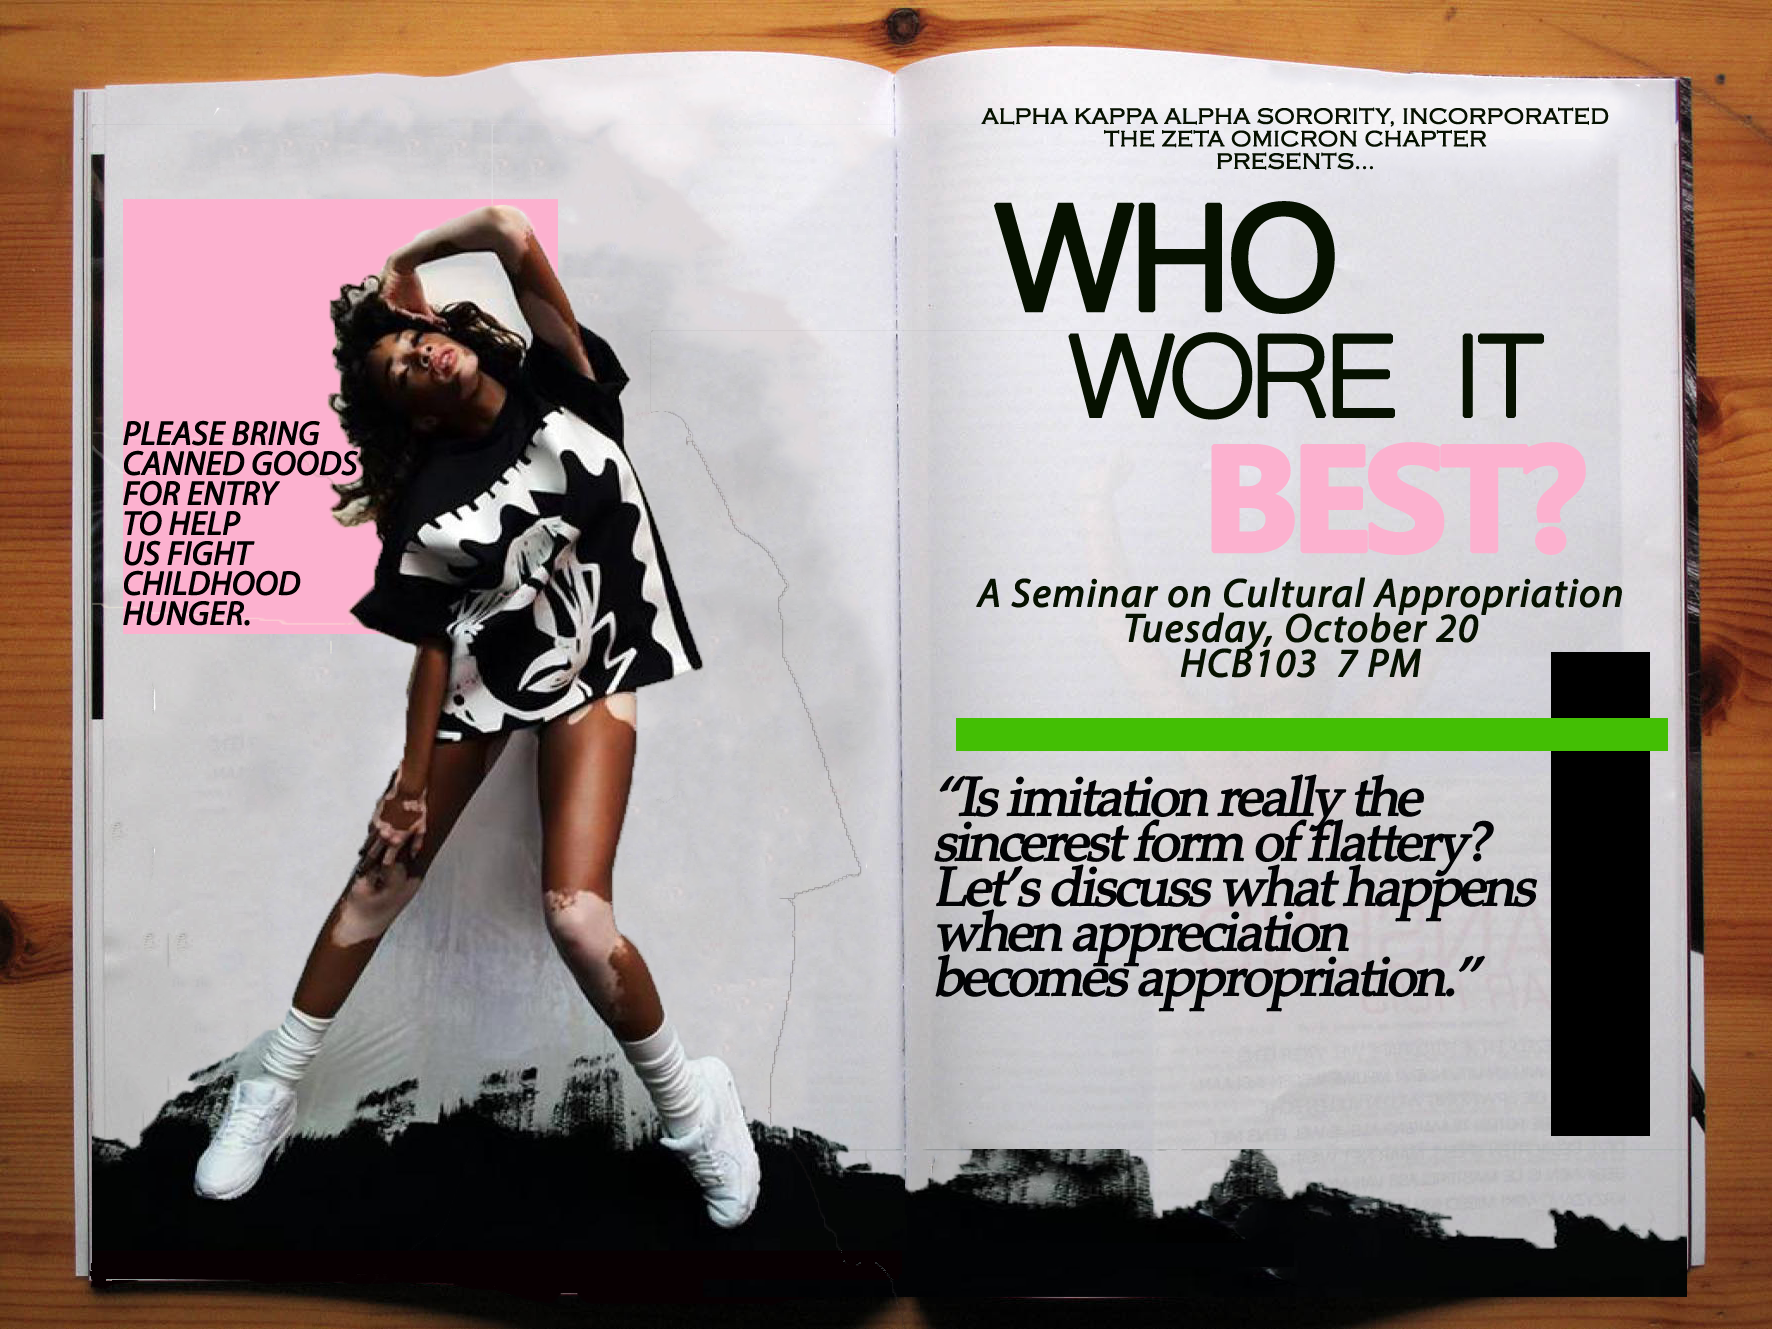 PLEASE BRING
CANNED GOODS
FOR ENTRY
TO HELP
US FIGHT
CHILDHOOD
HUNGER.
ALPHA KAPPA ALPHA SORORITY, INCORPORATED
THE ZETA OMICRON CHAPTER
PRESENTS...
WHO
WORE IT
BEST?
A Seminar on Cultural Appropriation
Tuesday, October 20
HCB103 7 PM
“Is imitation really the
sincerest form of flattery?
Let’s discuss what happens
when appreciation
becomes appropriation.”